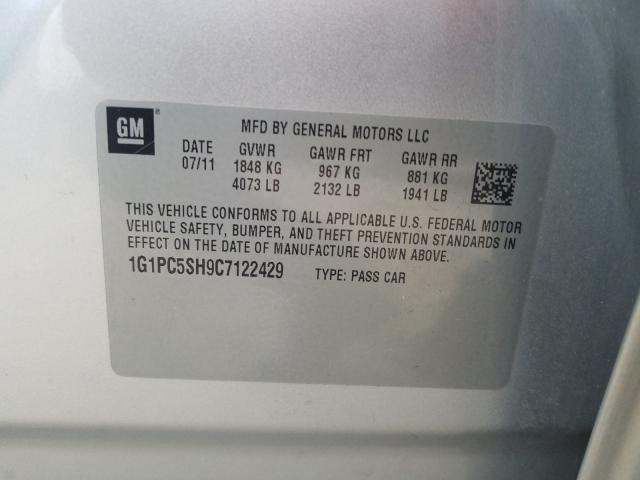 GM ®
MFD BY GENERAL MOTORS LLC
DATE GVWR GAWR FRT GAWR RR
07/11 1848 KG 967 KG 881 KG
4073 LB 2132 LB 1941 LB
THIS VEHICLE CONFORMS TO ALL APPLICABLE U.S. FEDERAL MOTOR
VEHICLE SAFETY, BUMPER, AND THEFT PREVENTION STANDARDS IN
EFFECT ON THE DATE OF MANUFACTURE SHOWN ABOVE.
1G1PC5SH9C7122429 TYPE: PASS CAR